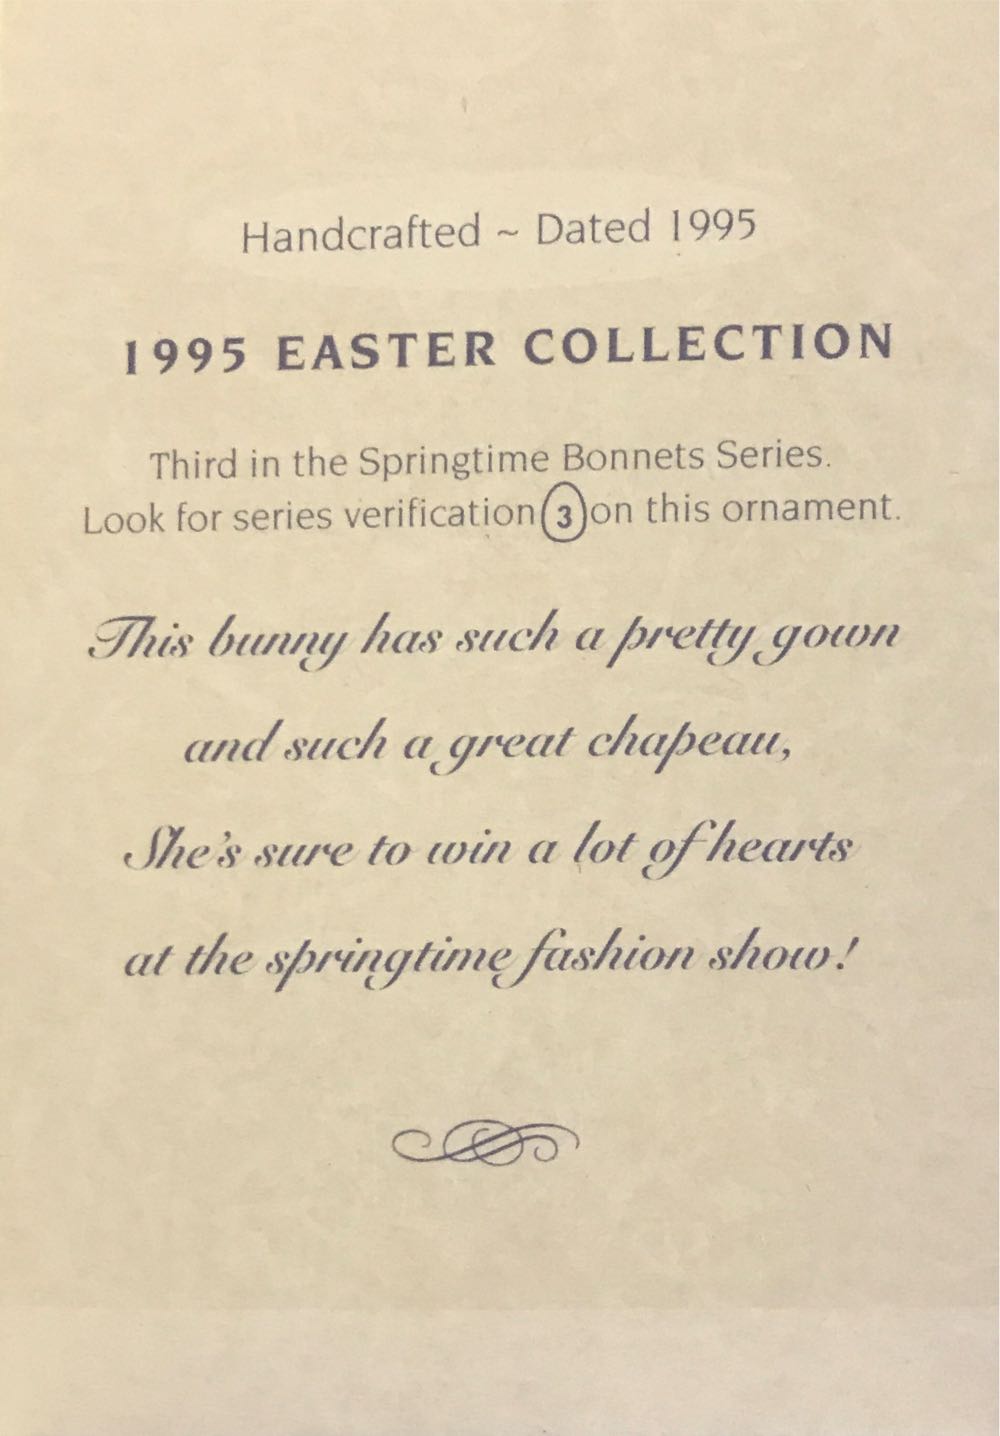 Handcrafted ~ Dated 1995
1995 EASTER COLLECTION
Third in the Springtime Bonnets Series.
Look for series verification 3 on this ornament.
This bunny has such a pretty gown
and such a great chapeau,
She's sure to win a lot of hearts
at the springtime fashion show!